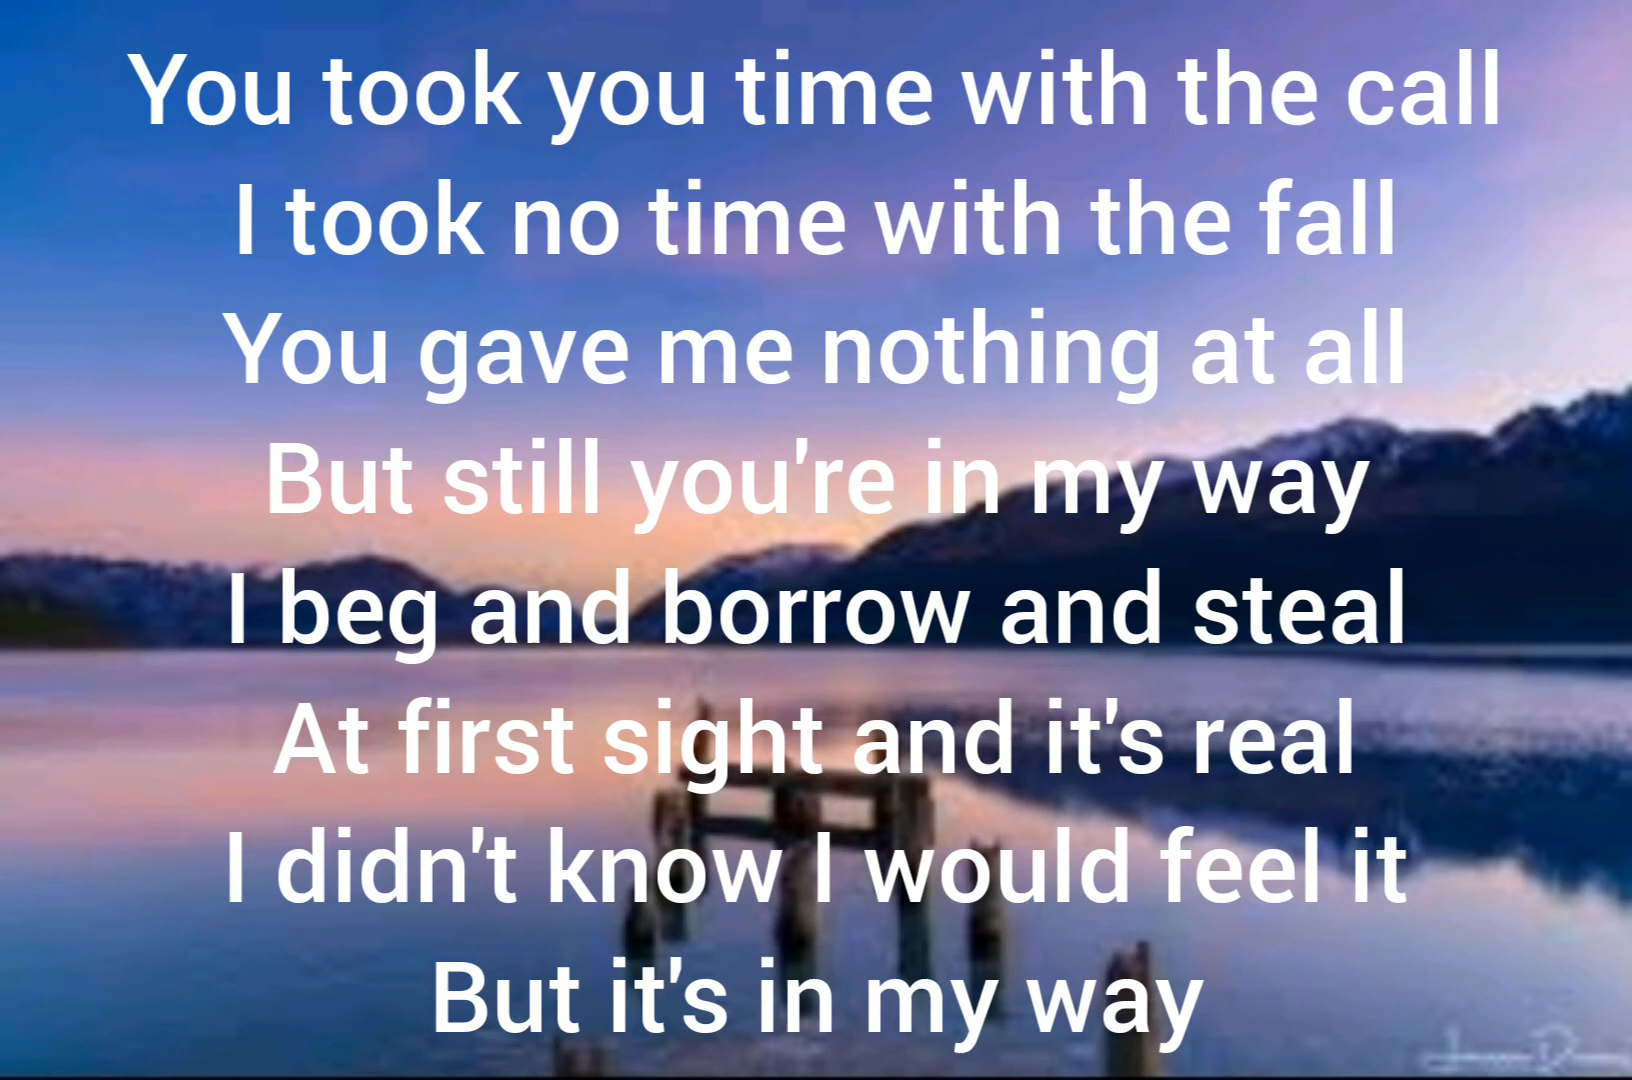 You took you time with the call
I took no time with the fall
You gave me nothing at all
But still you're in my way
I beg and borrow and steal
At first sight and it's real
I didn't know I would feel it
But it's in my way